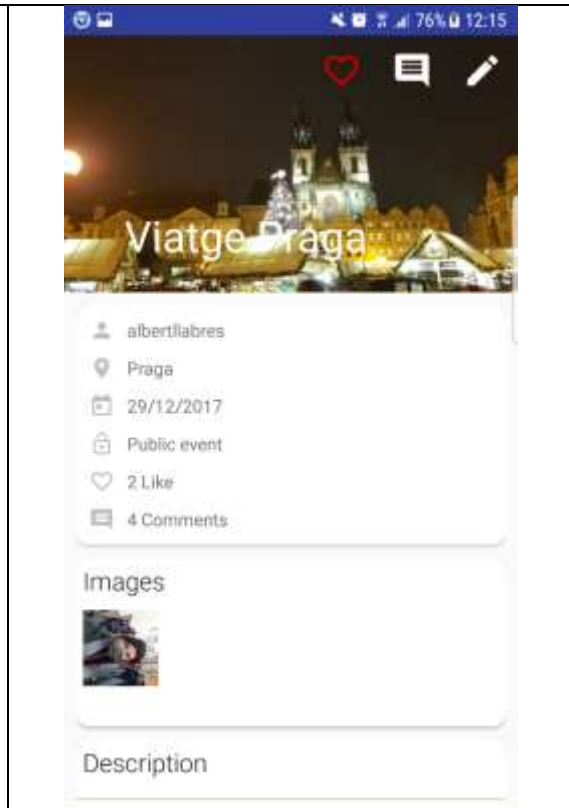 76% 12:15
Viatge Praga
albertllabres
Praga
29/12/2017
Public event
2 Like
4 Comments
Images
Description